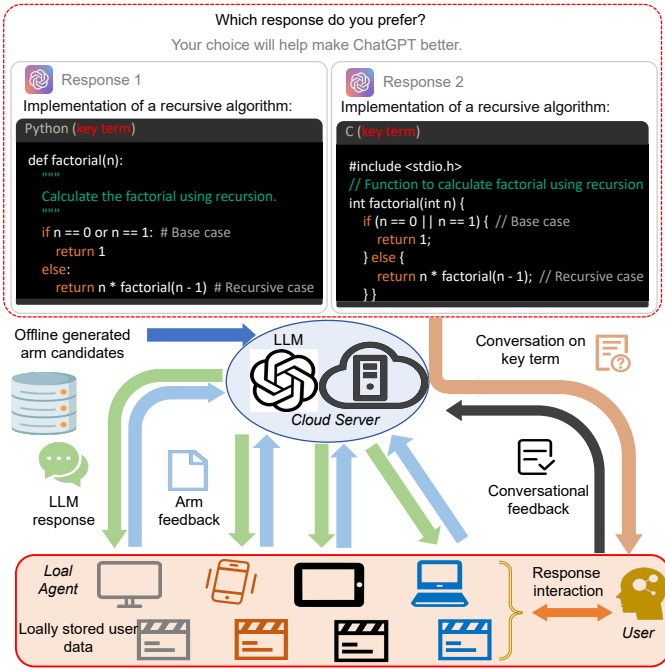 Which response do you prefer?
Your choice will help make ChatGPT better.
Response 1
Implementation of a recursive algorithm:
Python (key term)
def factorial(n):
"""
Calculate the factorial using recursion.
"""
if n == 0 or n == 1: # Base case
return 1
else:
return n * factorial(n - 1) # Recursive case
Response 2
Implementation of a recursive algorithm:
C (key term)
#include <stdio.h>
// Function to calculate factorial using recursion
int factorial(int n) {
if (n == 0 || n == 1) { // Base case
return 1;
} else {
return n * factorial(n - 1); // Recursive case
} }
Offline generated
arm candidates
LLM
Cloud Server
Conversation on
key term
LLM
response
Arm
feedback
Conversational
feedback
Loal
Agent
Loally stored user
data
Response
interaction
User